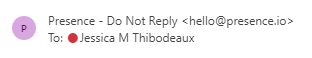 P
Presence - Do Not Reply <hello@presence.io>
To: Jessica M Thibodeaux